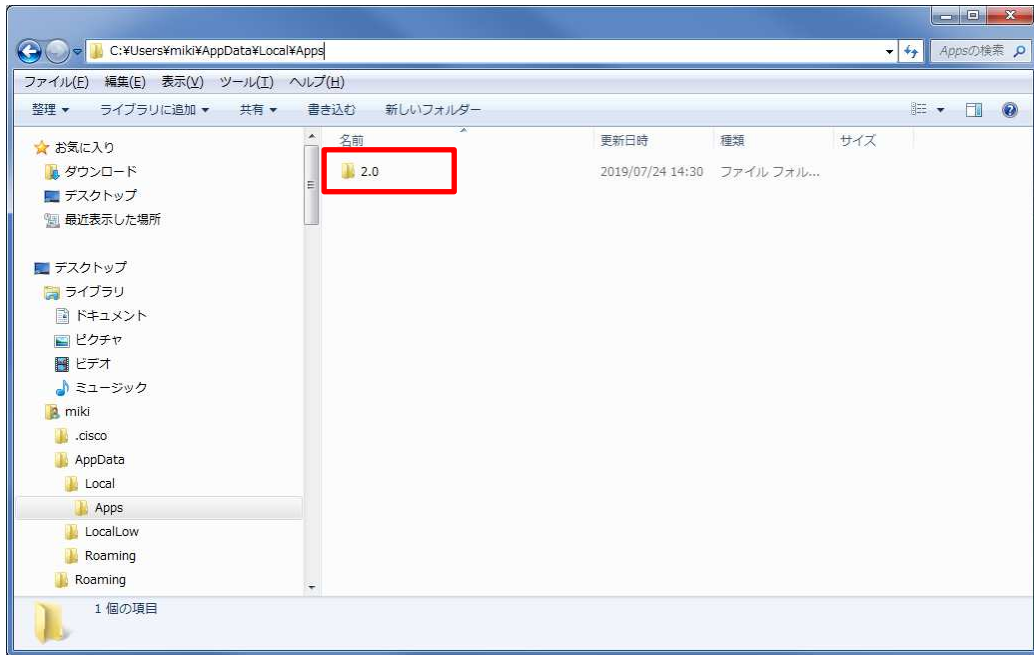 C:¥Users¥miki¥AppData¥Local¥Apps
Appsの検索
ファイル(F) 編集(E) 表示(V) ツール(T) ヘルプ(H)
整理 ライブラリに追加 共有 書き込む 新しいフォルダー
お気に入り
ダウンロード
デスクトップ
最近表示した場所
デスクトップ
ライブラリ
ドキュメント
ピクチャ
ビデオ
ミュージック
miki
.cisco
AppData
Local
Apps
LocalLow
Roaming
Roaming
名前 更新日時 種類 サイズ
2.0 2019/07/24 14:30 ファイル フォル...
1 個の項目